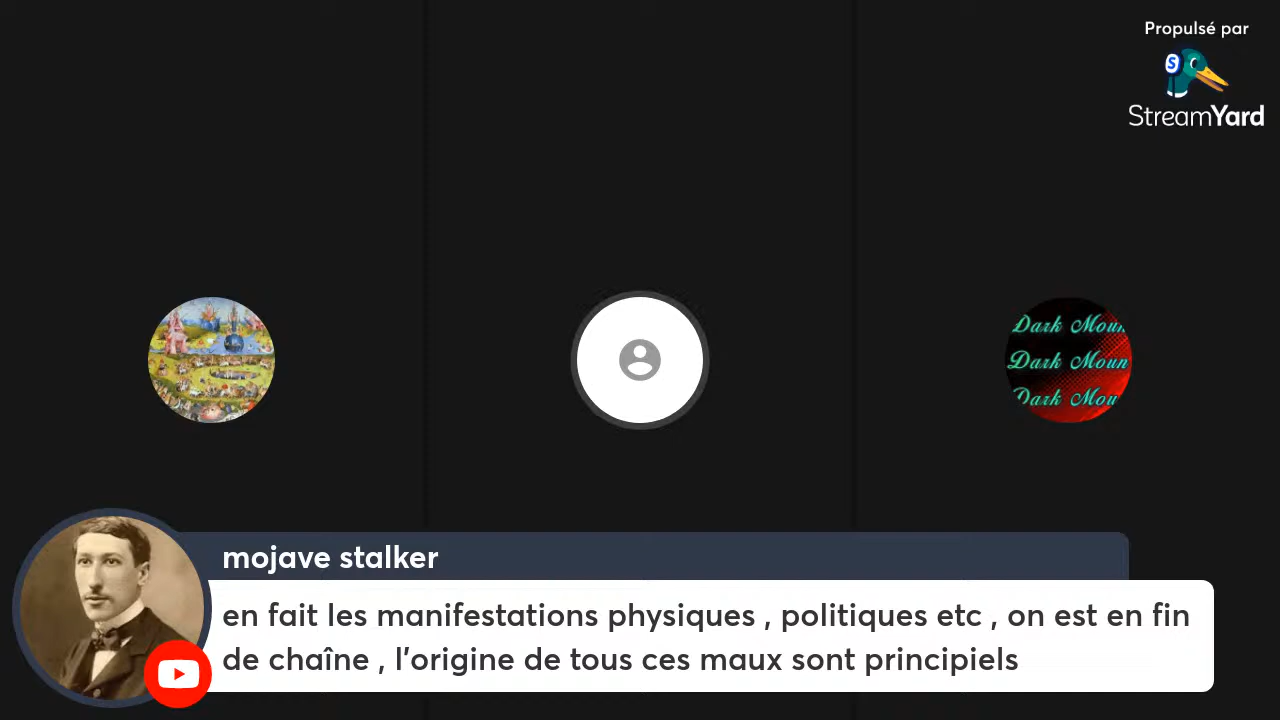 Propulsé par
S
StreamYard
Dark Moun
Dark Moun
Dark Mou
mojave stalker
en fait les manifestations physiques , politiques etc , on est en fin
de chaîne , l'origine de tous ces maux sont principiels